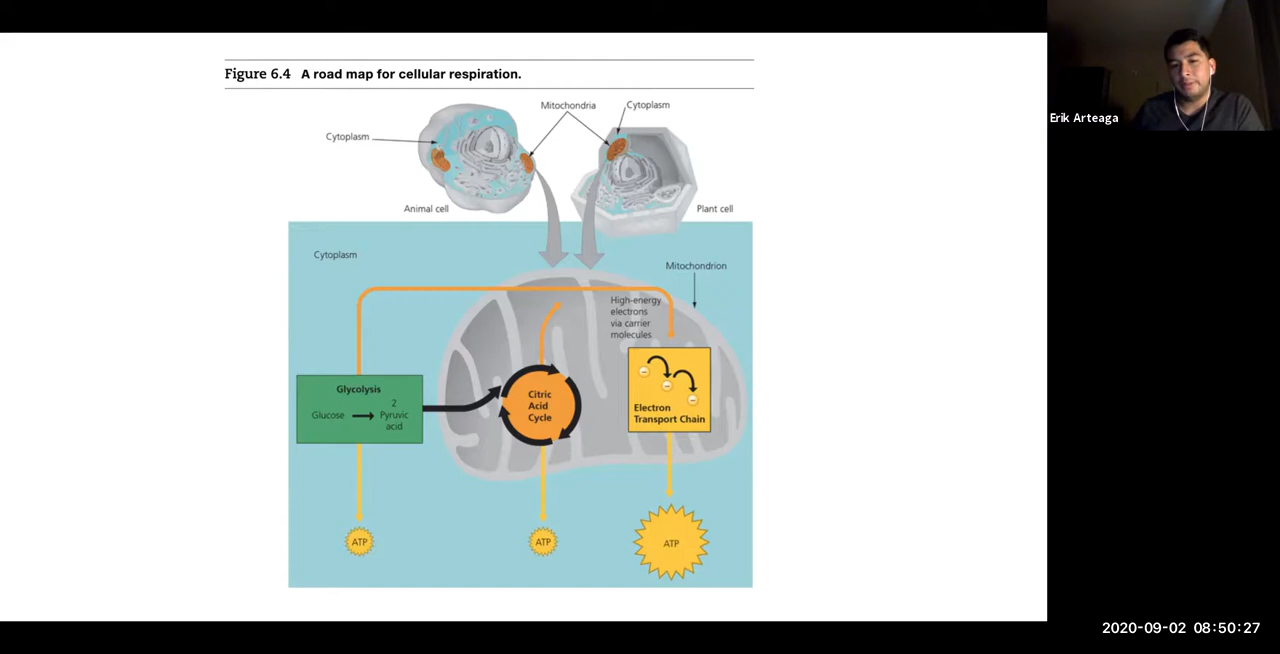 Figure 6.4 A road map for cellular respiration.
Mitochondria
Cytoplasm
Cytoplasm
Animal cell
Plant cell
Cytoplasm
Mitochondrion
High-energy
electrons
via carrier
molecules
Glycolysis
Glucose
2
Pyruvic
acid
Citric
Acid
Cycle
−
−
−
Electron
Transport Chain
ATP
ATP
ATP
Erik Arteaga
2020-09-02 08:50:27